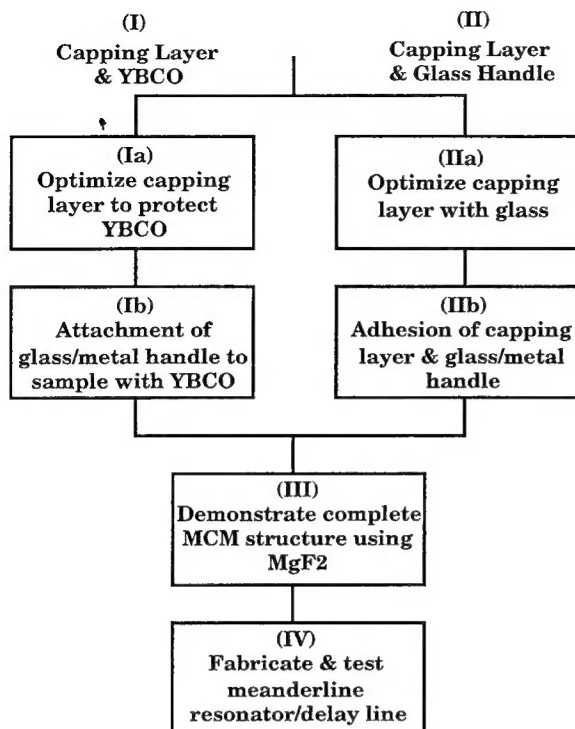 (I)
Capping Layer
& YBCO
(II)
Capping Layer
& Glass Handle
(Ia)
Optimize capping
layer to protect
YBCO
(IIa)
Optimize capping
layer with glass
(Ib)
Attachment of
glass/metal handle to
sample with YBCO
(IIb)
Adhesion of capping
layer & glass/metal
handle
(III)
Demonstrate complete
MCM structure using
MgF2
(IV)
Fabricate & test
meanderline
resonator/delay line